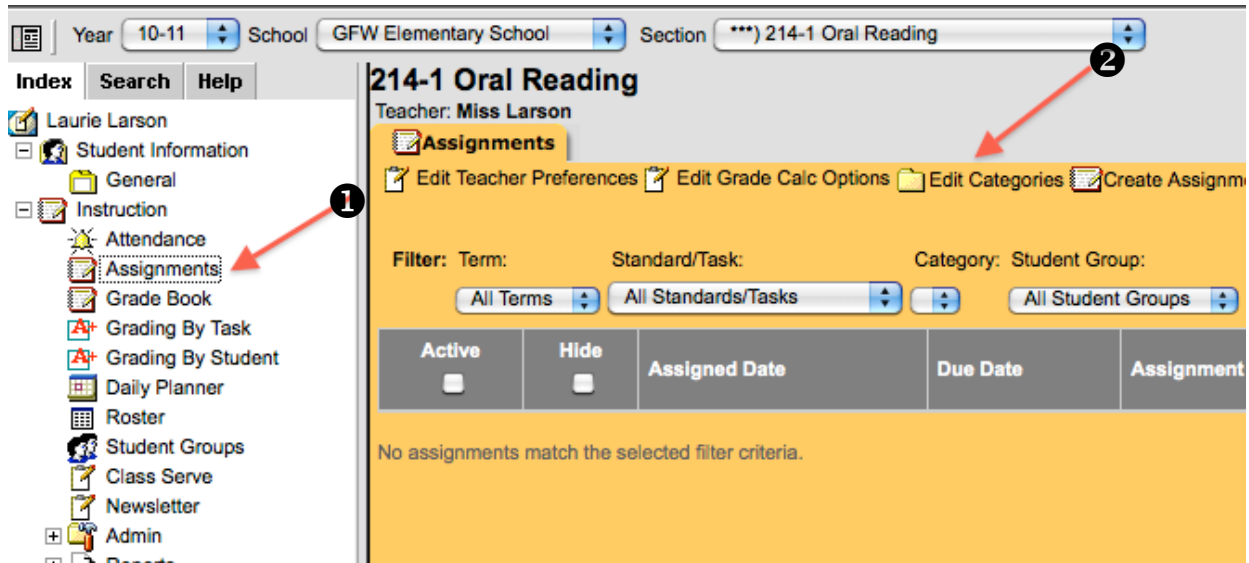 Year 10-11 School GFW Elementary School Section ***) 214-1 Oral Reading
❷
Index Search Help
Laurie Larson
Student Information
General
Instruction
❶
Attendance
Assignments
Grade Book
Grading By Task
Grading By Student
Daily Planner
Roster
Student Groups
Class Serve
Newsletter
Admin
Reports
214-1 Oral Reading
Teacher: Miss Larson
Assignments
Edit Teacher Preferences Edit Grade Calc Options Edit Categories Create Assignm
Filter: Term: Standard/Task: Category: Student Group:
All Terms All Standards/Tasks All Student Groups
Active Hide Assigned Date Due Date Assignment
No assignments match the selected filter criteria.